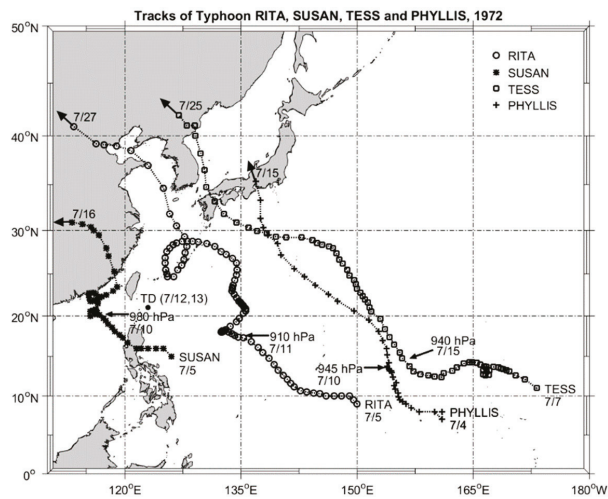 Tracks of Typhoon RITA, SUSAN, TESS and PHYLLIS, 1972
50°N
RITA
SUSAN
TESS
PHYLLIS
7/25
7/27
40°N
7/15
7/16
30°N
TD (7/12,13)
20°N
980 hPa
7/10
910 hPa
7/11
940 hPa
7/15
SUSAN
7/5
945 hPa
7/10
10°N
TESS
7/7
RITA
7/5
PHYLLIS
7/4
0°
120°W
135°W
150°W
165°W
180°W